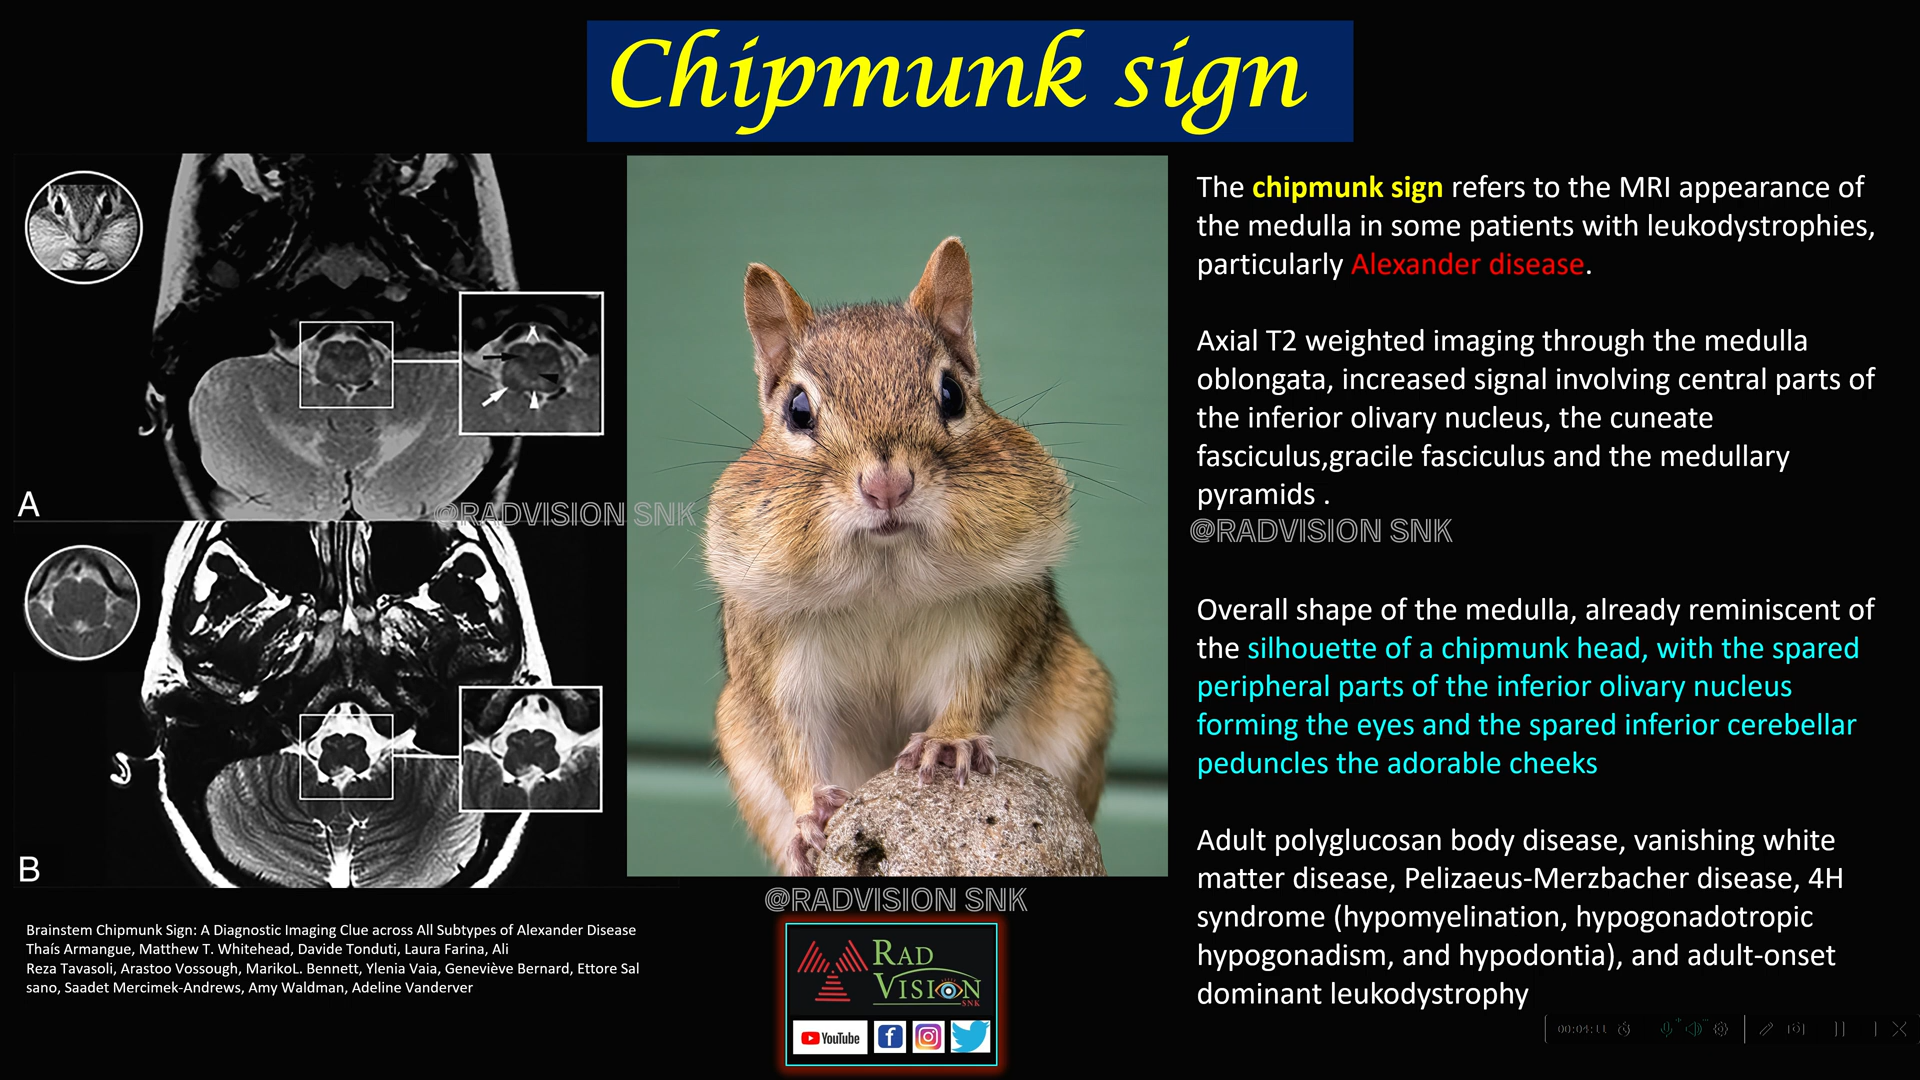 Chipmunk sign
A
B
@RADVISION SNK
The chipmunk sign refers to the MRI appearance of
the medulla in some patients with leukodystrophies,
particularly Alexander disease.
Axial T2 weighted imaging through the medulla
oblongata, increased signal involving central parts of
the inferior olivary nucleus, the cuneate
fasciculus,gracile fasciculus and the medullary
pyramids .
@RADVISION SNK
Overall shape of the medulla, already reminiscent of
the silhouette of a chipmunk head, with the spared
peripheral parts of the inferior olivary nucleus
forming the eyes and the spared inferior cerebellar
peduncles the adorable cheeks
Adult polyglucosan body disease, vanishing white
matter disease, Pelizaeus-Merzbacher disease, 4H
syndrome (hypomyelination, hypogonadotropic
hypogonadism, and hypodontia), and adult-onset
dominant leukodystrophy
Brainstem Chipmunk Sign: A Diagnostic Imaging Clue across All Subtypes of Alexander Disease
Thaís Armangue, Matthew T. Whitehead, Davide Tonduti, Laura Farina, Ali
Reza Tavasoli, Arastoo Vossough, MarikoL. Bennett, Ylenia Vaia, Geneviève Bernard, Ettore Sal
sano, Saadet Mercimek-Andrews, Amy Waldman, Adeline Vanderver
@RADVISION SNK
RAD
VISION
SNK
YouTube
00:04:11